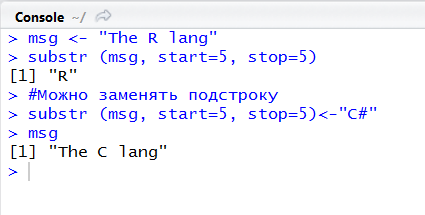 Console ~/
> msg <- "The R lang"
> substr (msg, start=5, stop=5)
[1] "R"
> #Можно заменять подстроку
> substr (msg, start=5, stop=5)<-"C#"
> msg
[1] "The C lang"
>